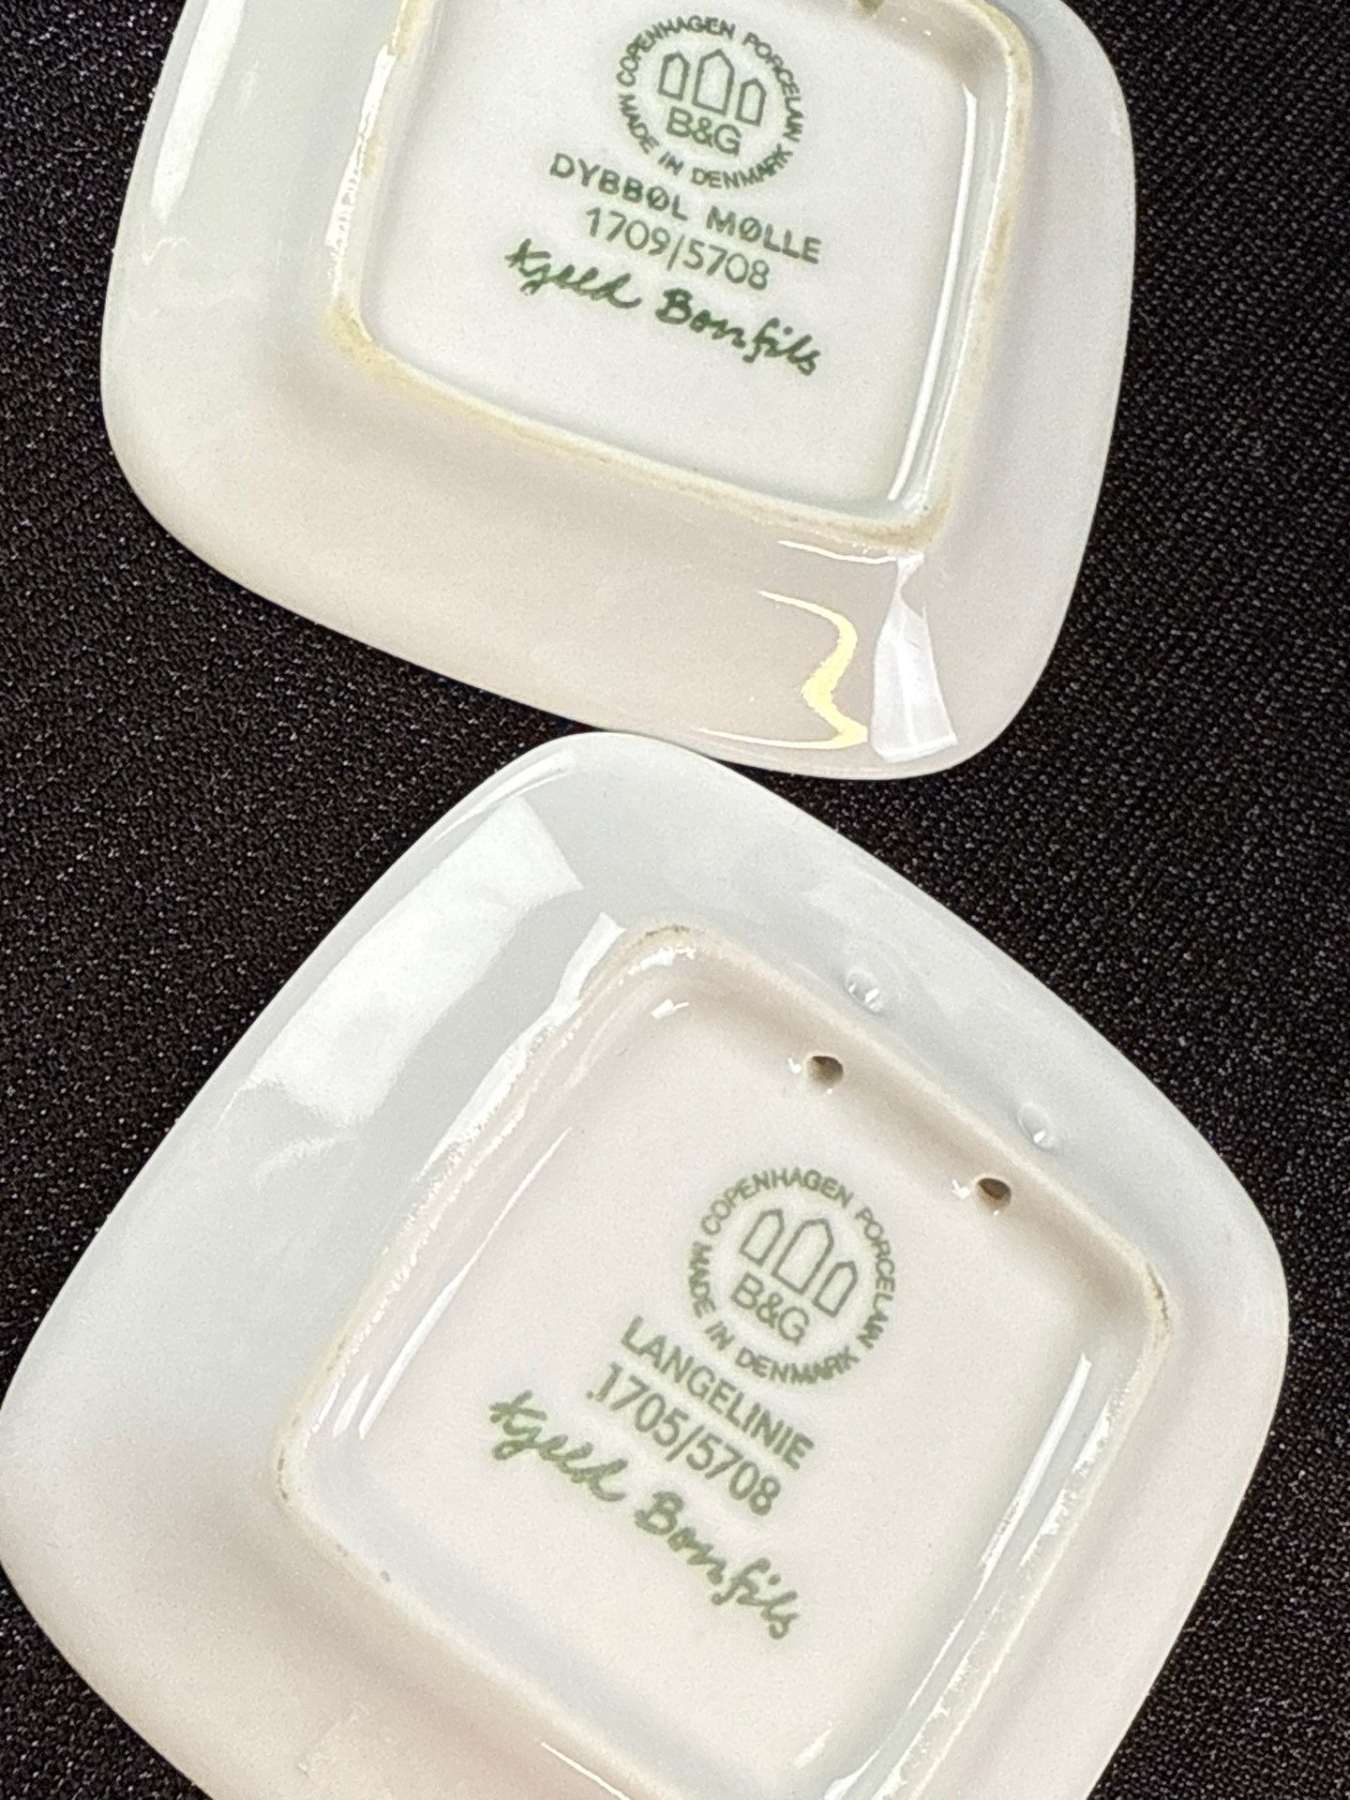 COPENHAGEN PORCELAIN
B&G
MADE IN DENMARK
DYBBØL MØLLE
1709/5708
Kjeld Bonfils
COPENHAGEN PORCELAIN
B&G
MADE IN DENMARK
LANGELINIE
1705/5708
Kjeld Bonfils